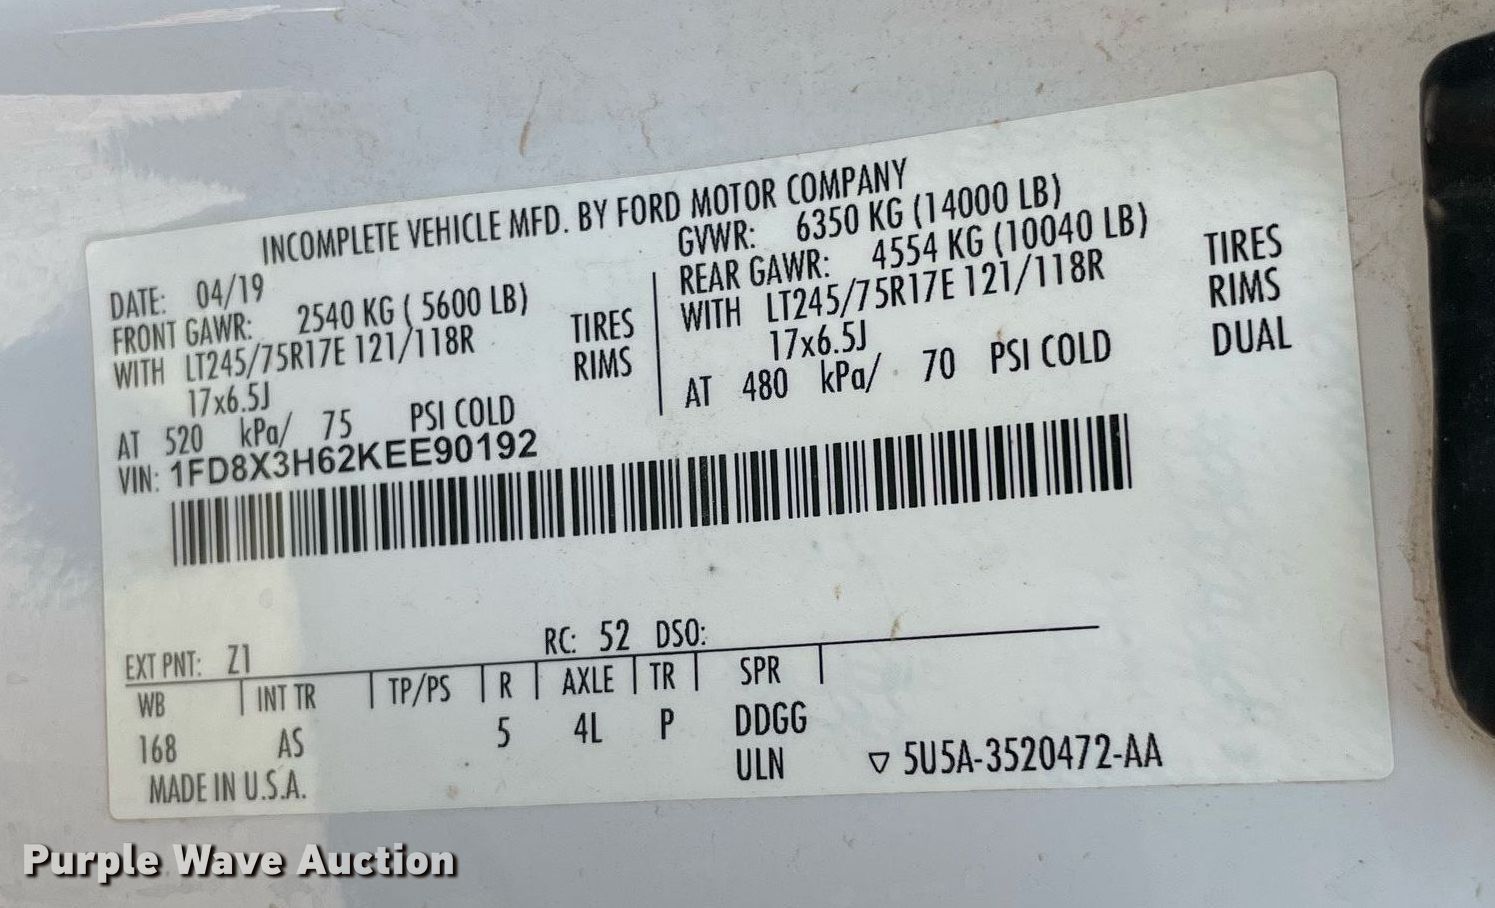 INCOMPLETE VEHICLE MFD. BY FORD MOTOR COMPANY
DATE: 04/19
GVWR: 6350 KG (14000 LB)
FRONT GAWR: 2540 KG ( 5600 LB)
REAR GAWR: 4554 KG (10040 LB)
WITH LT245/75R17E 121/118R TIRES
WITH LT245/75R17E 121/118R TIRES
17x6.5J RIMS
17x6.5J RIMS
AT 520 kPa/ 75 PSI COLD
AT 480 kPa/ 70 PSI COLD DUAL
VIN: 1FD8X3H62KEE90192
EXT PNT: Z1 RC: 52 DSO:
WB INT TR TP/PS R AXLE TR SPR
168 AS 5 4L P DDGG
ULN ▽ 5U5A-3520472-AA
MADE IN U.S.A.
Purple Wave Auction